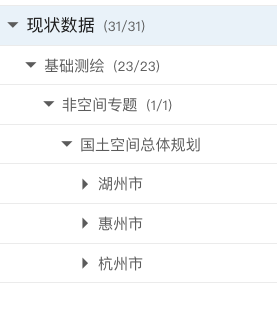 现状数据 (31/31)
基础测绘 (23/23)
非空间专题 (1/1)
国土空间总体规划
湖州市
惠州市
杭州市